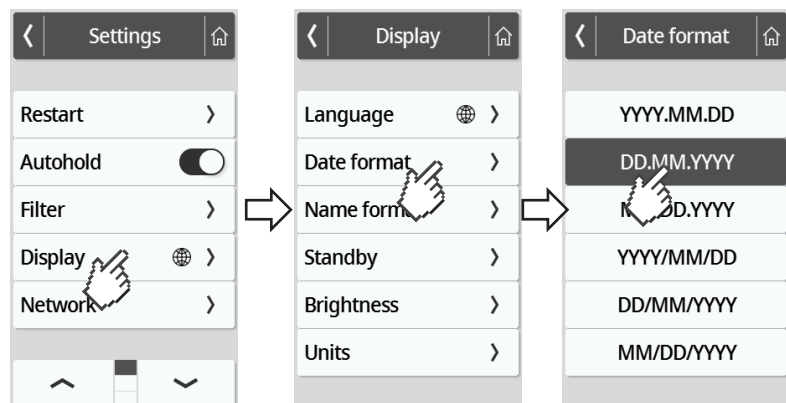 Settings
Restart
Autohold
Filter
Display
Network
Display
Language
Date format
Name format
Standby
Brightness
Units
Date format
YYYY.MM.DD
DD.MM.YYYY
YYYY/MM/DD
DD/MM/YYYY
MM/DD/YYYY